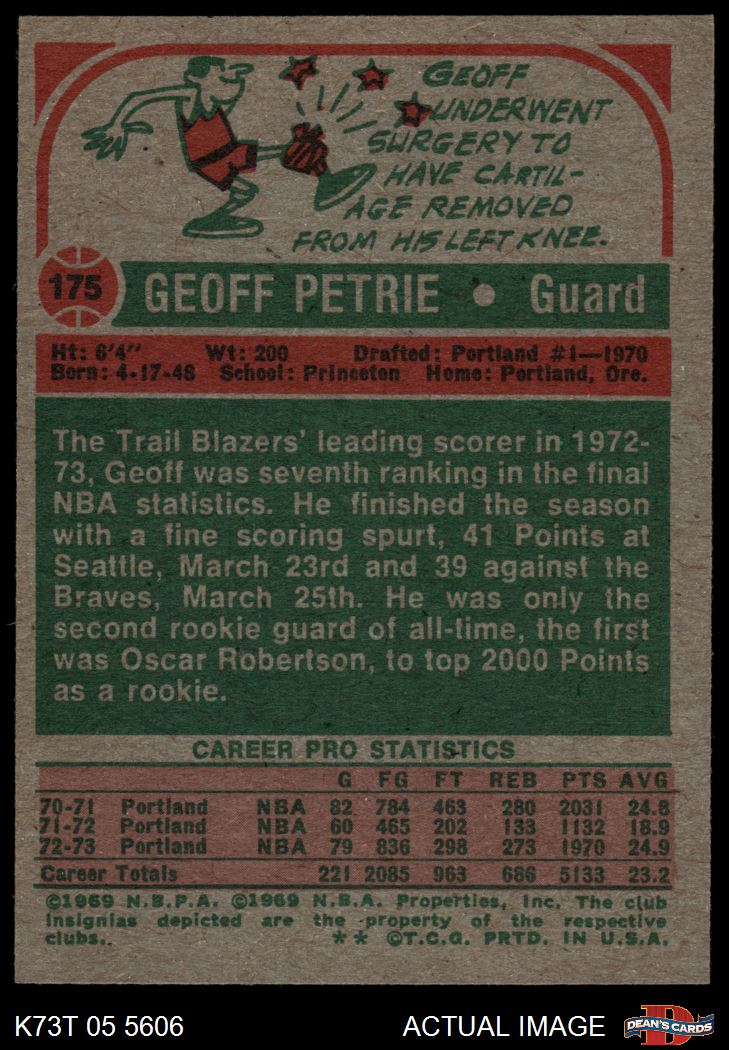 GEOFF
UNDERWENT
SURGERY TO
HAVE CARTIL-
AGE REMOVED
FROM HIS LEFT KNEE.
175 GEOFF PETRIE • Guard
Ht: 6'4" Wt: 200 Drafted: Portland #1—1970
Born: 4-17-48 School: Princeton Home: Portland, Ore.
The Trail Blazers' leading scorer in 1972-
73, Geoff was seventh ranking in the final
NBA statistics. He finished the season
with a fine scoring spurt, 41 Points at
Seattle, March 23rd and 39 against the
Braves, March 25th. He was only the
second rookie guard of all-time, the first
was Oscar Robertson, to top 2000 Points
as a rookie.
CAREER PRO STATISTICS
G FG FT REB PTS AVG
70-71 Portland NBA 82 784 463 280 2031 24.8
71-72 Portland NBA 60 465 202 133 1132 18.9
72-73 Portland NBA 79 836 298 273 1970 24.9
Career Totals 221 2085 963 686 5133 23.2
©1969 N.B.P.A. ©1969 N.B.A. Properties, Inc. The club
insignias depicted are the property of the respective
clubs. ** ©T.C.G. PRTD. IN U.S.A.
K73T 05 5606 ACTUAL IMAGE D DEAN'S CARDS